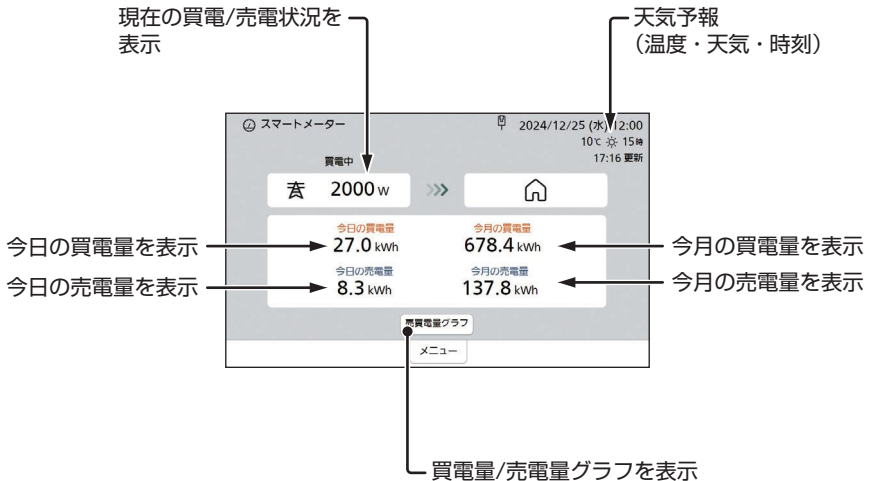 現在の買電/売電状況を
表示
天気予報
（温度・天気・時刻）
スマートメーター
2024/12/25 (水) 12:00
10℃ 15時
17:16 更新
買電中
2000 W
今日の買電量
27.0 kWh
今月の買電量
678.4 kWh
今日の売電量
8.3 kWh
今月の売電量
137.8 kWh
今日の買電量を表示
今日の売電量を表示
今月の買電量を表示
今月の売電量を表示
売買電量グラフ
メニュー
買電量/売電量グラフを表示